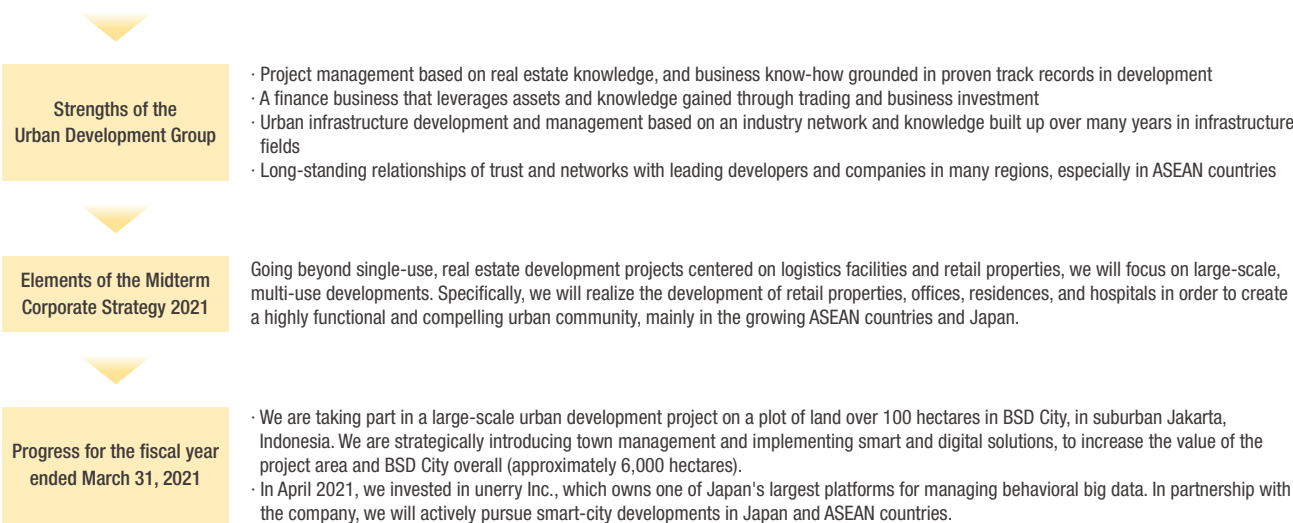 Strengths of the
Urban Development Group
· Project management based on real estate knowledge, and business know-how grounded in proven track records in development
· A finance business that leverages assets and knowledge gained through trading and business investment
· Urban infrastructure development and management based on an industry network and knowledge built up over many years in infrastructure
fields
· Long-standing relationships of trust and networks with leading developers and companies in many regions, especially in ASEAN countries
Elements of the Midterm
Corporate Strategy 2021
Going beyond single-use, real estate development projects centered on logistics facilities and retail properties, we will focus on large-scale,
multi-use developments. Specifically, we will realize the development of retail properties, offices, residences, and hospitals in order to create
a highly functional and compelling urban community, mainly in the growing ASEAN countries and Japan.
Progress for the fiscal year
ended March 31, 2021
· We are taking part in a large-scale urban development project on a plot of land over 100 hectares in BSD City, in suburban Jakarta,
Indonesia. We are strategically introducing town management and implementing smart and digital solutions, to increase the value of the
project area and BSD City overall (approximately 6,000 hectares).
· In April 2021, we invested in unerry Inc., which owns one of Japan's largest platforms for managing behavioral big data. In partnership with
the company, we will actively pursue smart-city developments in Japan and ASEAN countries.